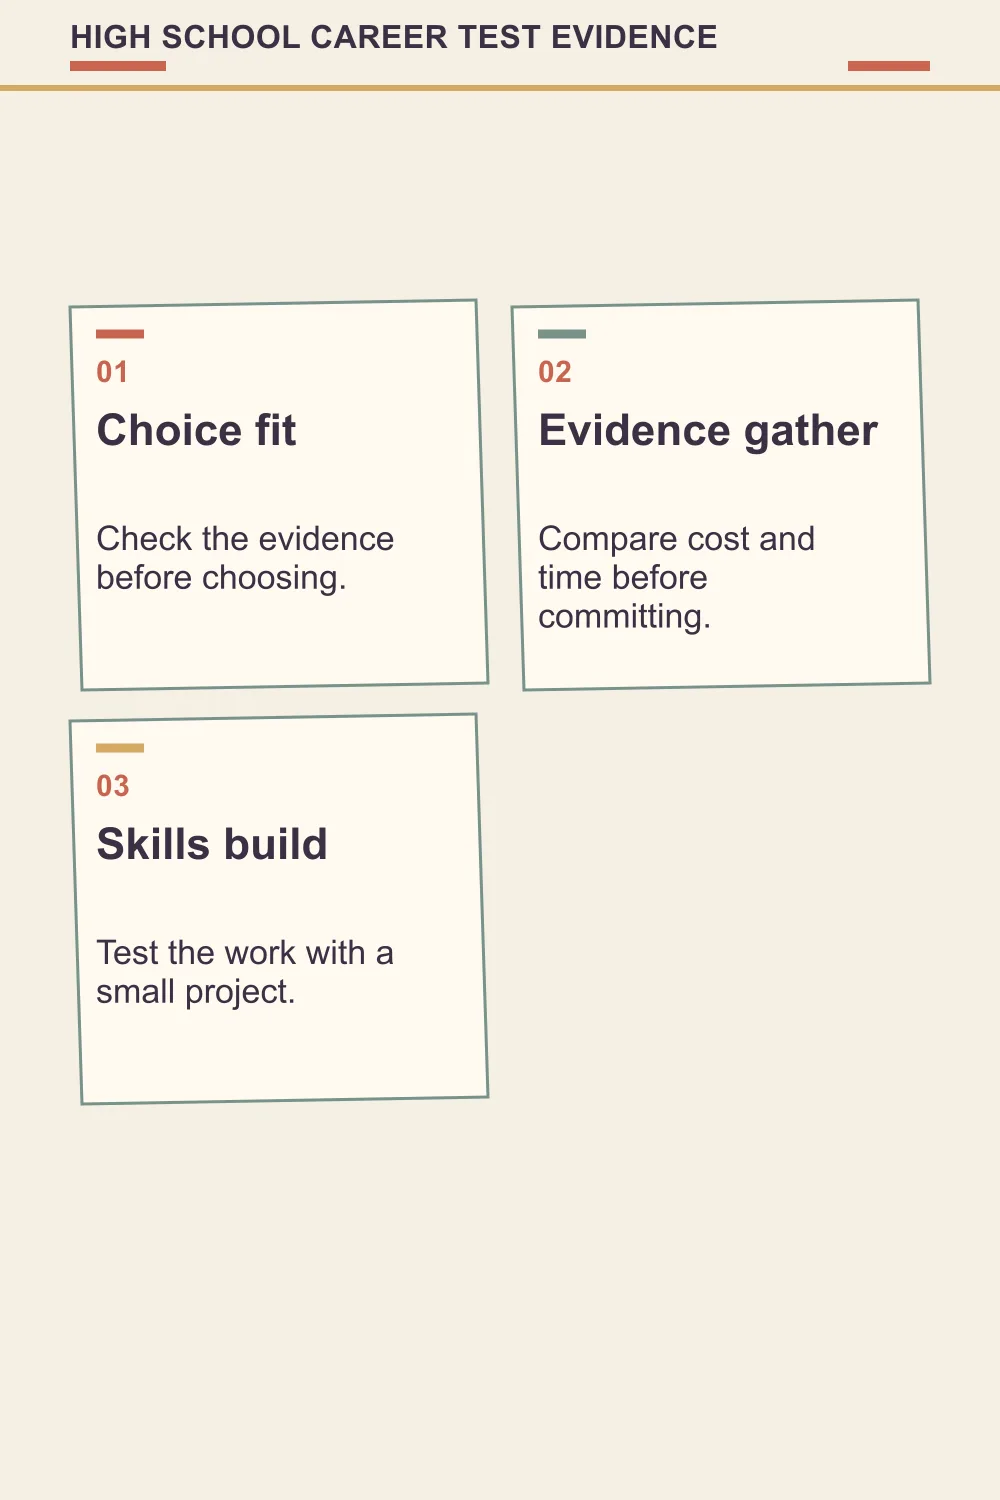 HIGH SCHOOL CAREER TEST EVIDENCE
01
Choice fit
Check the evidence
before choosing.
02
Evidence gather
Compare cost and
time before
committing.
03
Skills build
Test the work with a
small project.